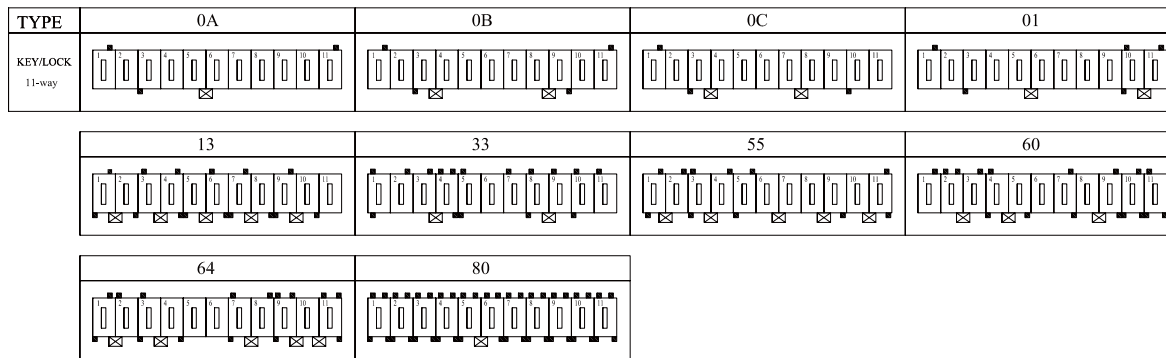 TYPE 0A 0B 0C 01
KEY/LOCK
11-way
1 2 3 4 5 6 7 8 9 10 11 1 2 3 4 5 6 7 8 9 10 11 1 2 3 4 5 6 7 8 9 10 11 1 2 3 4 5 6 7 8 9 10 11
13 33 55 60
1 2 3 4 5 6 7 8 9 10 11 1 2 3 4 5 6 7 8 9 10 11 1 2 3 4 5 6 7 8 9 10 11 1 2 3 4 5 6 7 8 9 10 11
64 80
1 2 3 4 5 6 7 8 9 10 11 1 2 3 4 5 6 7 8 9 10 11